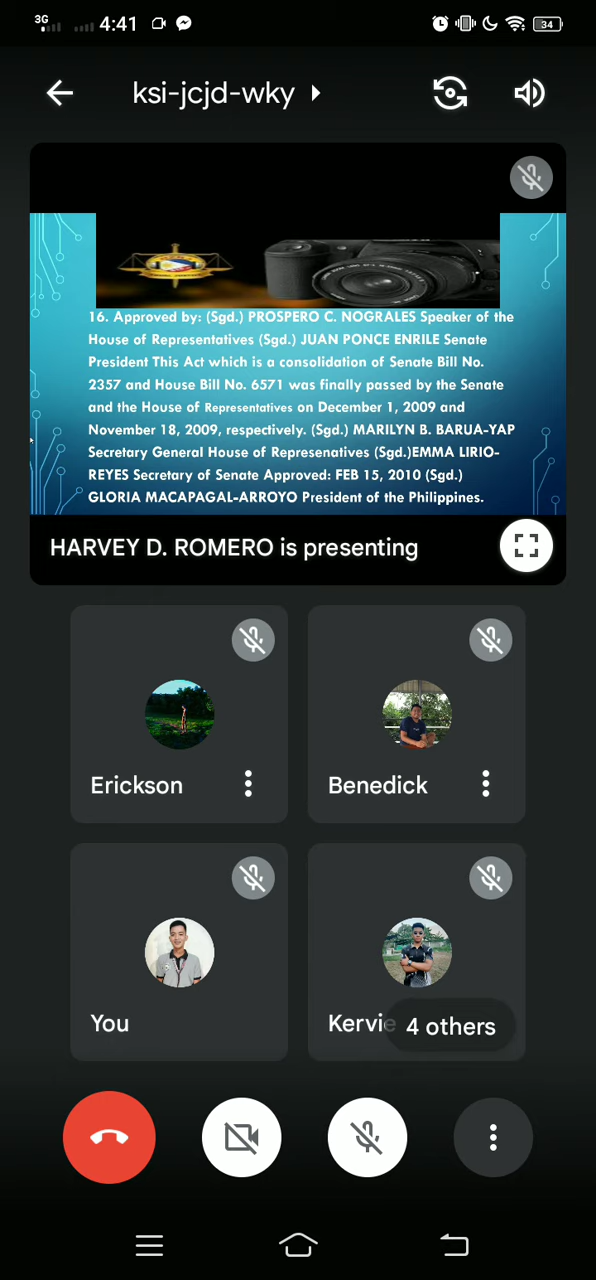 3G 4:41 34
ksi-jcjd-wky
16. Approved by: (Sgd.) PROSPERO C. NOGRALES Speaker of the
House of Representatives (Sgd.) JUAN PONCE ENRILE Senate
President This Act which is a consolidation of Senate Bill No.
2357 and House Bill No. 6571 was finally passed by the Senate
and the House of Representatives on December 1, 2009 and
November 18, 2009, respectively. (Sgd.) MARILYN B. BARUA-YAP
Secretary General House of Represenatives (Sgd.)EMMA LIRIO-
REYES Secretary of Senate Approved: FEB 15, 2010 (Sgd.)
GLORIA MACAPAGAL-ARROYO President of the Philippines.
HARVEY D. ROMERO is presenting
Erickson
Benedick
You
Kervie
4 others